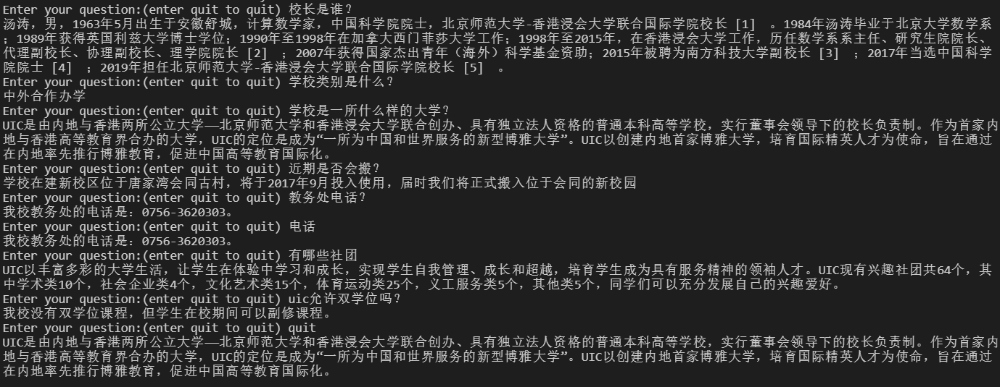 Enter your question:(enter quit to quit) 校长是谁?
汤涛，男，1963年5月出生于安徽舒城，计算数学家，中国科学院院士，北京师范大学-香港浸会大学联合国际学院校长 [1] 。1984年汤涛毕业于北京大学数学系
；1989年获得英国利兹大学博士学位；1990年至1998年在加拿大西门菲莎大学工作；1998年至2015年，在香港浸会大学工作，历任数学系系主任、研究生院院长、
代理副校长、协理副校长、理学院院长 [2] ；2007年获得国家杰出青年（海外）科学基金资助；2015年被聘为南方科技大学副校长 [3] ；2017年当选中国科学
院院士 [4] ；2019年担任北京师范大学-香港浸会大学联合国际学院校长 [5] 。
Enter your question:(enter quit to quit) 学校类别是什么?
中外合作办学
Enter your question:(enter quit to quit) 学校是一所什么样的大学?
UIC是由内地与香港两所公立大学—北京师范大学和香港浸会大学联合创办、具有独立法人资格的普通本科高等学校，实行董事会领导下的校长负责制。作为首家内
地与香港高等教育界合办的大学，UIC的定位是成为“一所为中国和世界服务的新型博雅大学”。UIC以创建内地首家博雅大学，培育国际精英人才为使命，旨在通过
在内地率先推行博雅教育，促进中国高等教育国际化。
Enter your question:(enter quit to quit) 近期是否会搬?
学校在建新校区位于唐家湾会同古村，将于2017年9月投入使用，届时我们将正式搬入位于会同的新校园
Enter your question:(enter quit to quit) 教务处电话?
我校教务处的电话是：0756-3620303。
Enter your question:(enter quit to quit) 电话
我校教务处的电话是：0756-3620303。
Enter your question:(enter quit to quit) 有哪些社团
UIC以丰富多彩的大学生活，让学生在体验中学习和成长，实现学生自我管理、成长和超越，培育学生成为具有服务精神的领袖人才。UIC现有兴趣社团共64个，其
中学术类10个，社会企业类4个，文化艺术类15个，体育运动类25个，义工服务类5个，其他类5个，同学们可以充分发展自己的兴趣爱好。
Enter your question:(enter quit to quit) uic允许双学位吗?
我校没有双学位课程，但学生在校期间可以副修课程。
Enter your question:(enter quit to quit) quit
UIC是由内地与香港两所公立大学—北京师范大学和香港浸会大学联合创办、具有独立法人资格的普通本科高等学校，实行董事会领导下的校长负责制。作为首家内
地与香港高等教育界合办的大学，UIC的定位是成为“一所为中国和世界服务的新型博雅大学”。UIC以创建内地首家博雅大学，培育国际精英人才为使命，旨在通过
在内地率先推行博雅教育，促进中国高等教育国际化。